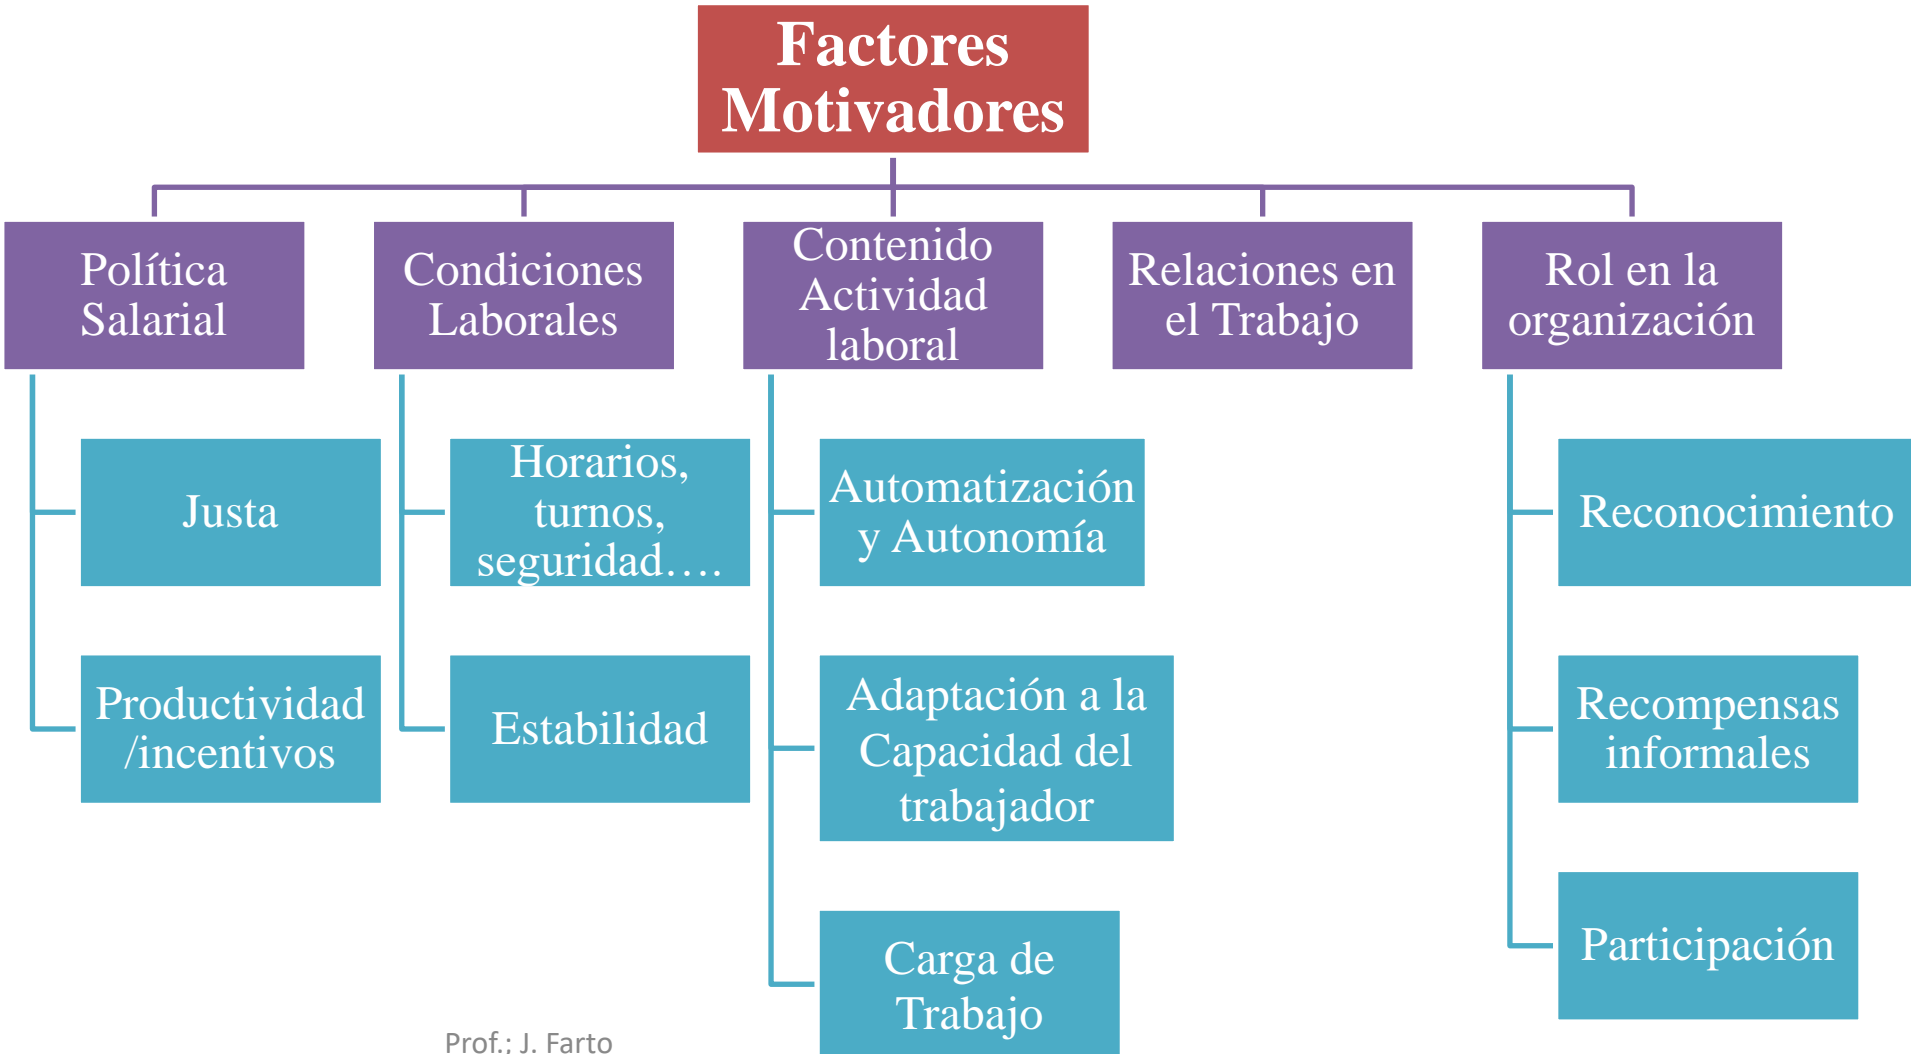 Factores
Motivadores
Política
Salarial
Condiciones
Laborales
Contenido
Actividad
laboral
Relaciones en
el Trabajo
Rol en la
organización
Justa
Horarios,
turnos,
seguridad….
Automatización
y Autonomía
Reconocimiento
Productividad
/incentivos
Estabilidad
Adaptación a la
Capacidad del
trabajador
Recompensas
informales
Carga de
Trabajo
Participación
Prof.; J. Farto